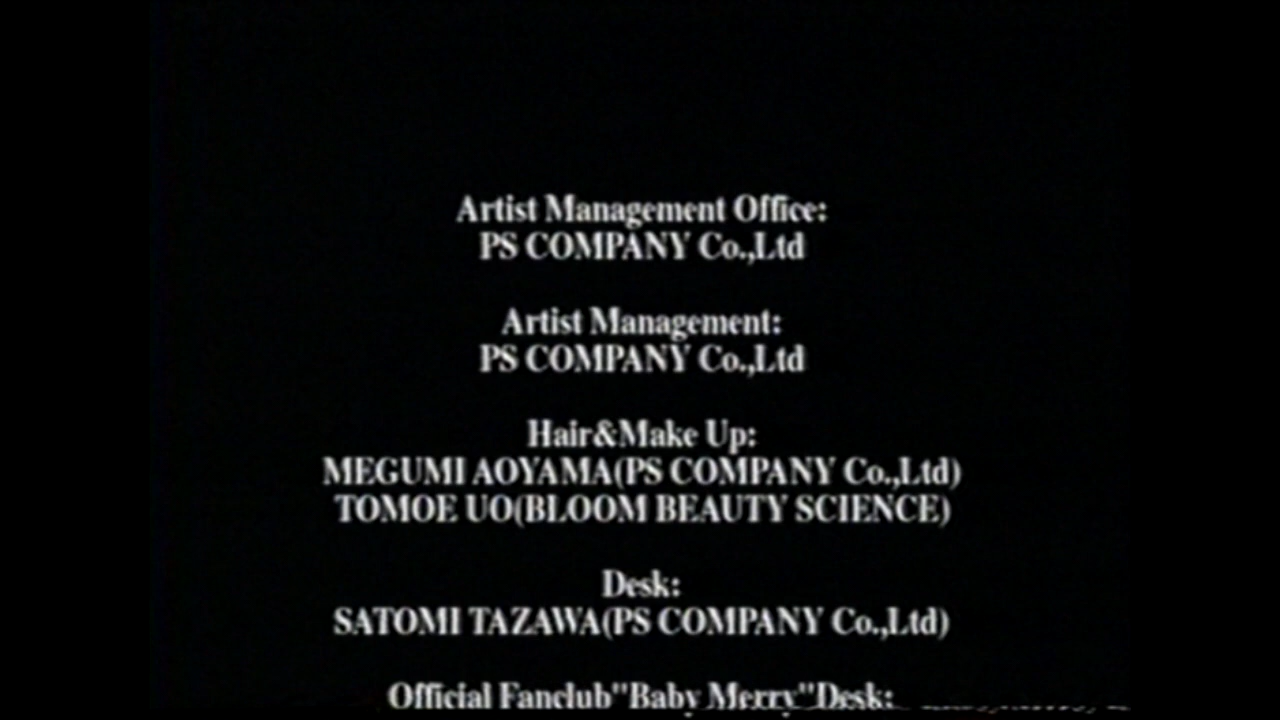 Artist Management Office:
PS COMPANY Co.,Ltd
Artist Management:
PS COMPANY Co.,Ltd
Hair&Make Up:
MEGUMI AOYAMA(PS COMPANY Co.,Ltd)
TOMOE UO(BLOOM BEAUTY SCIENCE)
Desk:
SATOMI TAZAWA(PS COMPANY Co.,Ltd)
Official Fanclub"Baby Merry"Desk: